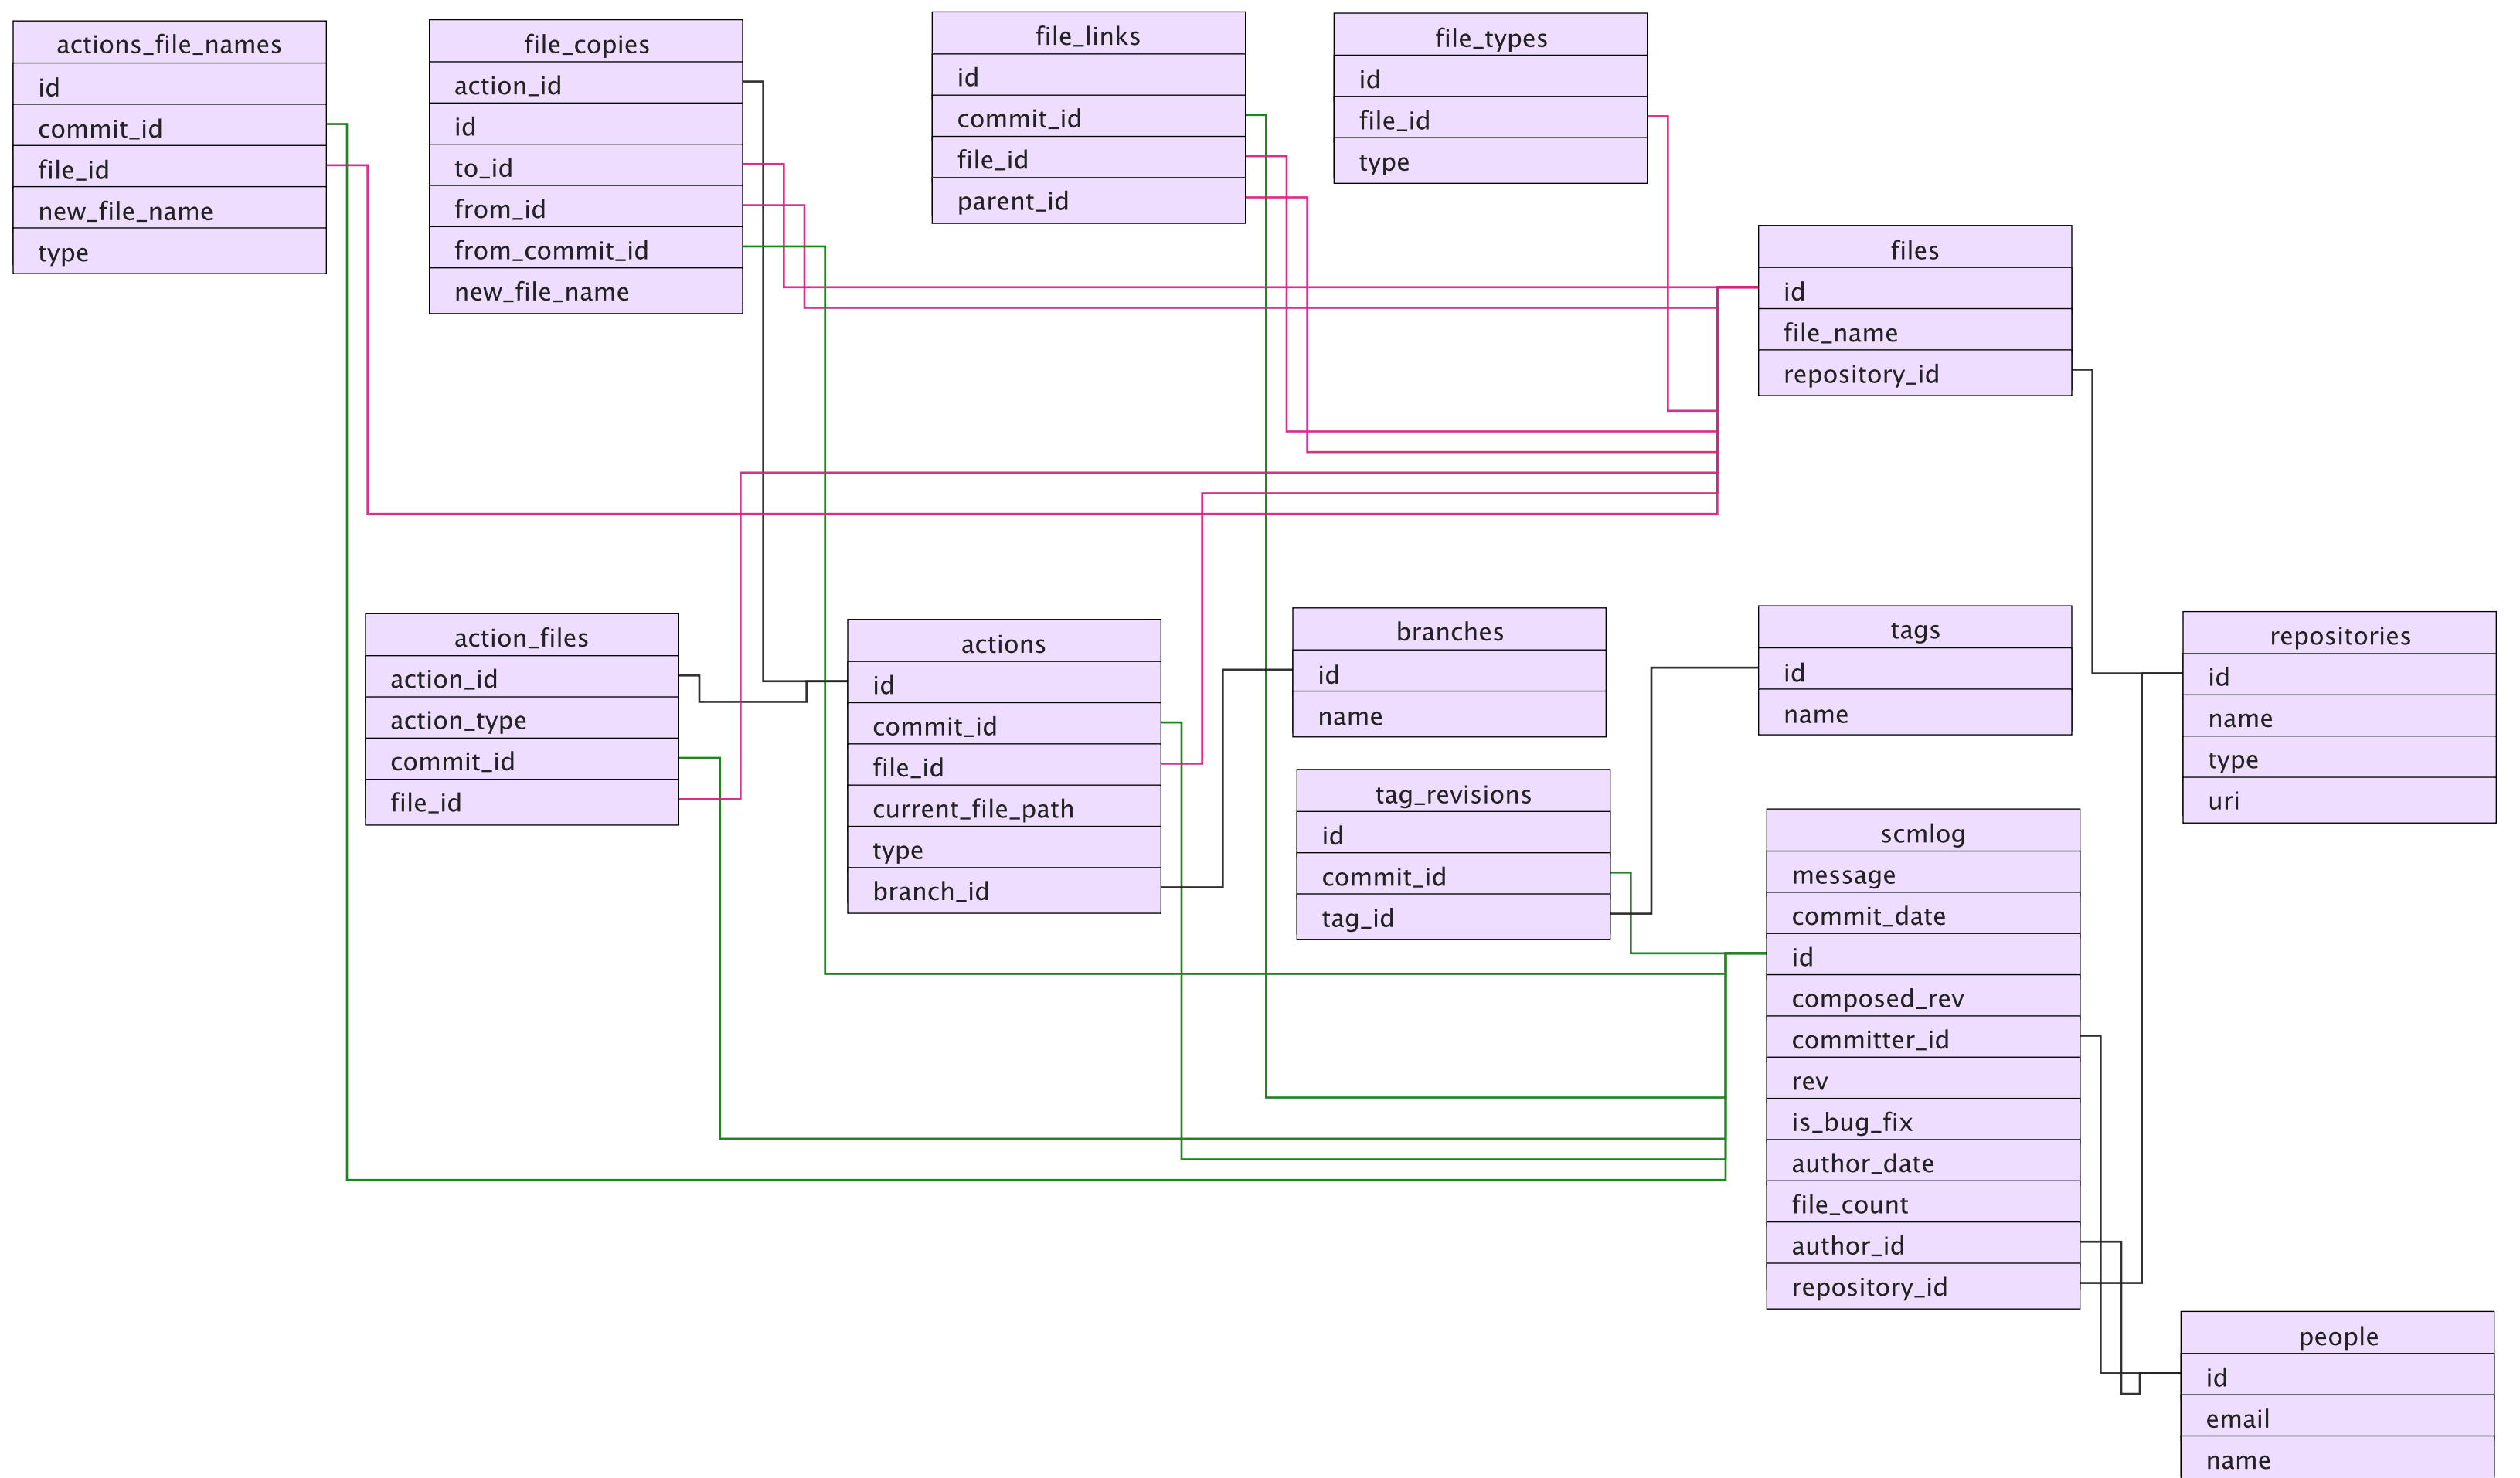 actions_file_names
id
commit_id
file_id
new_file_name
type
file_copies
action_id
id
to_id
from_id
from_commit_id
new_file_name
file_links
id
commit_id
file_id
parent_id
file_types
id
file_id
type
files
id
file_name
repository_id
action_files
action_id
action_type
commit_id
file_id
actions
id
commit_id
file_id
current_file_path
type
branch_id
branches
id
name
tag_revisions
id
commit_id
tag_id
tags
id
name
scmlog
message
commit_date
id
composed_rev
committer_id
rev
is_bug_fix
author_date
file_count
author_id
repository_id
repositories
id
name
type
uri
people
id
email
name